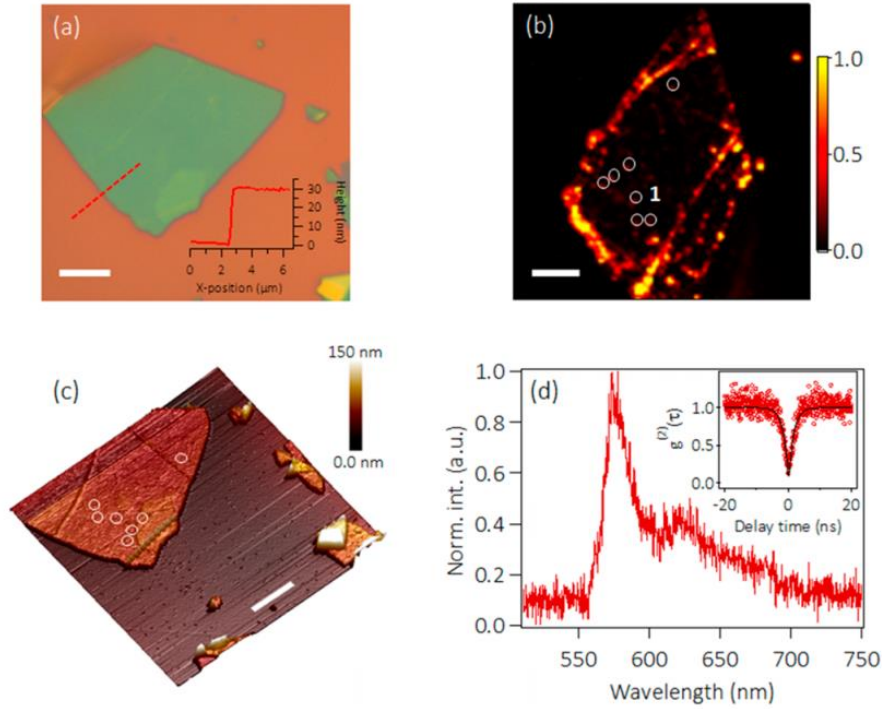 (a)
30
20
10
0
Height (nm)
0 2 4 6
X-position (µm)
(b)
1
1.0
0.5
0.0
(c)
150 nm
0.0 nm
(d)
1.0
0.8
0.6
0.4
0.2
0.0
Norm. int. (a.u.)
550 600 650 700 750
Wavelength (nm)
1.0
0.5
0.0
g⁽²⁾(τ)
-20 0 20
Delay time (ns)